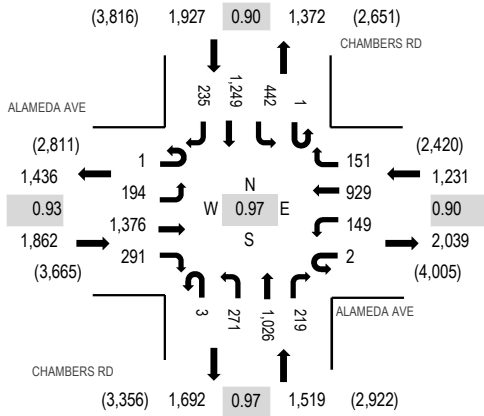 (3,816) 1,927 0.90 1,372 (2,651)
CHAMBERS RD
235 1,249 442 1
ALAMEDA AVE
(2,811) (2,420)
1 151
1,436 1,231
194 N 929
0.93 W 0.97 E 0.90
1,376 S 149
1,862 2,039
291 2
(3,665) (4,005)
3 271 1,026 219
ALAMEDA AVE
CHAMBERS RD
(3,356) 1,692 0.97 1,519 (2,922)